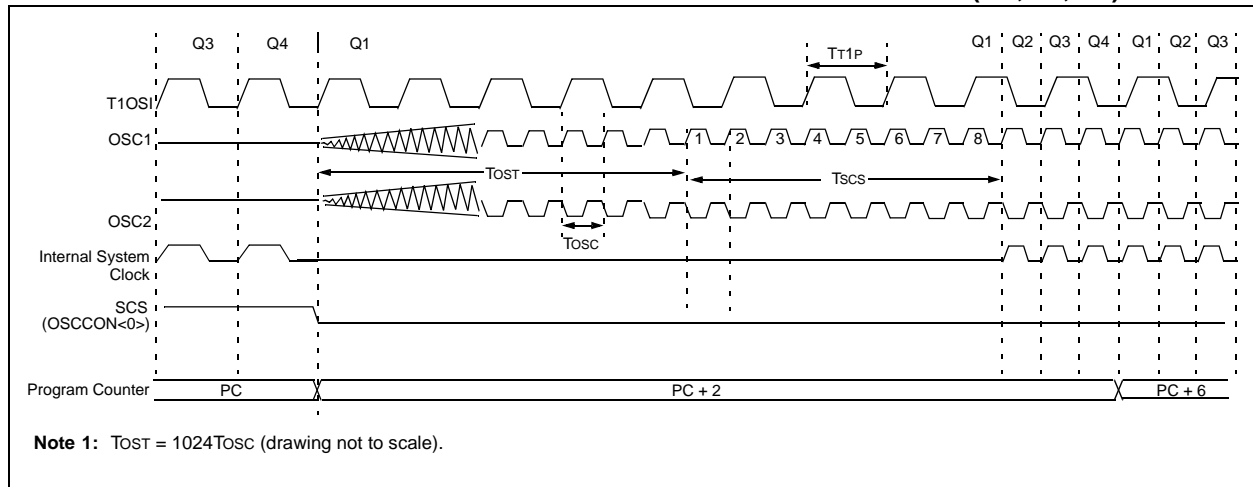 Q3 Q4 Q1 Q1 Q2 Q3 Q4 Q1 Q2 Q3
TT1P
T1OSI
OSC1
1 2 3 4 5 6 7 8
TOST
TSCS
OSC2
TOSC
Internal System
Clock
SCS
(OSCCON<0>)
Program Counter
PC
PC + 2
PC + 6
Note 1: TOST = 1024TOSC (drawing not to scale).